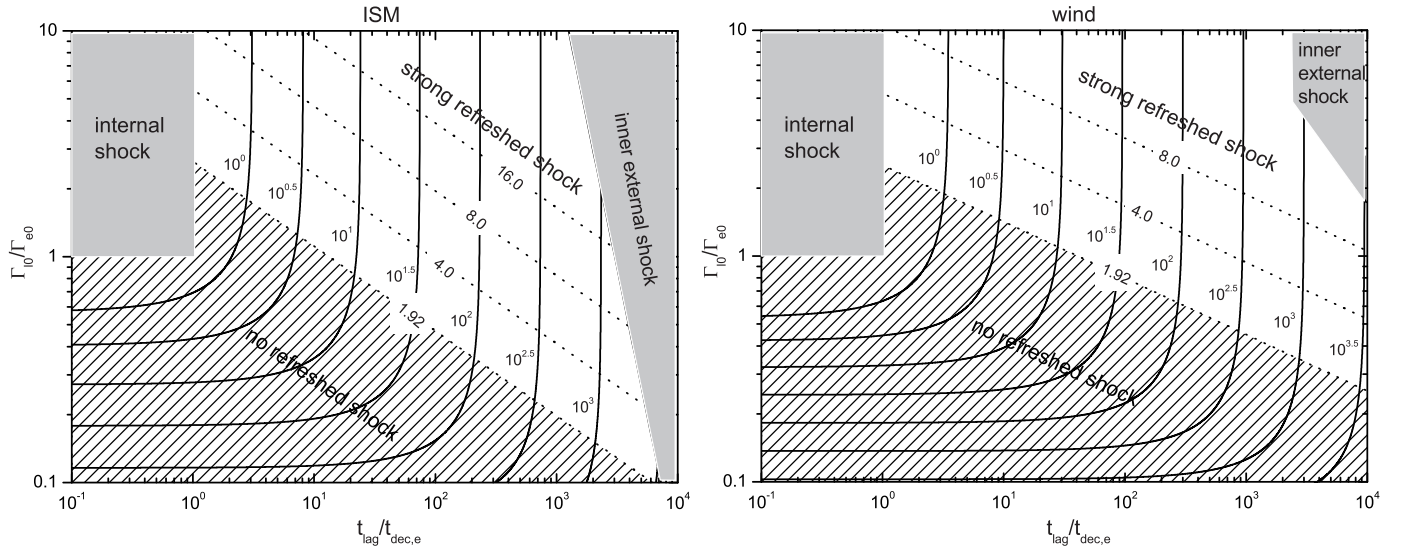 ISM
10
1
0.1
Γl0/Γe0
internal
shock
strong refreshed shock
inner external shock
no refreshed shock
10^0
10^0.5
10^1
10^1.5
10^2
10^2.5
10^3
16.0
8.0
4.0
1.92
10^-1
10^0
10^1
10^2
10^3
10^4
tlag/tdec,e
wind
10
1
0.1
Γl0/Γe0
internal
shock
strong refreshed shock
inner
external
shock
no refreshed shock
10^0
10^0.5
10^1
10^1.5
10^2
10^2.5
10^3
10^3.5
8.0
4.0
1.92
10^-1
10^0
10^1
10^2
10^3
10^4
tlag/tdec,e